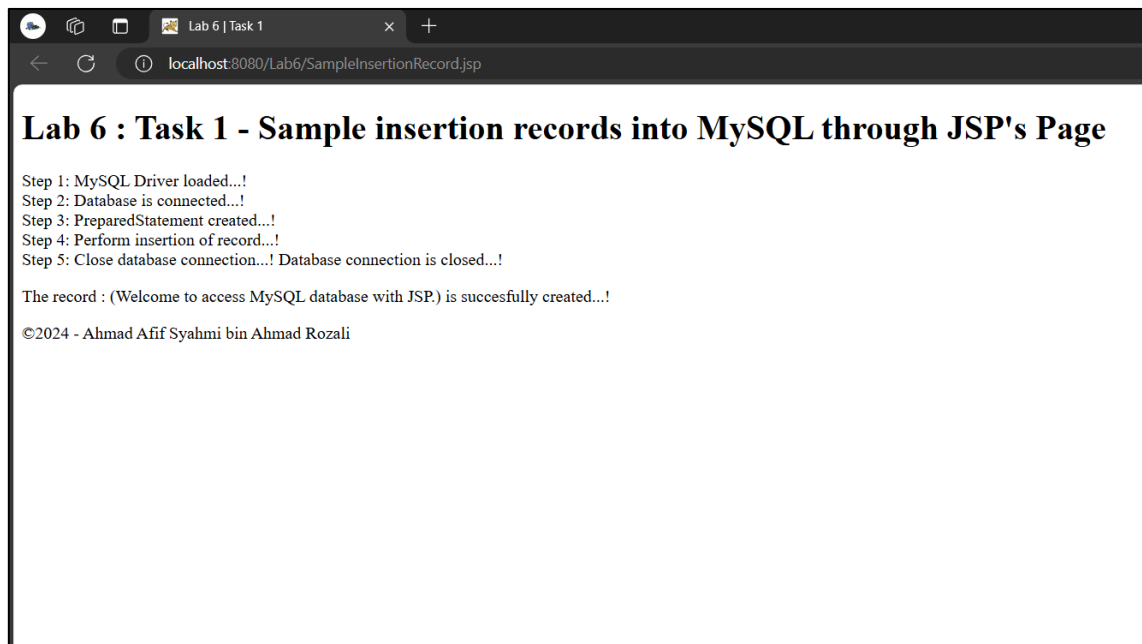 Lab 6 | Task 1
localhost:8080/Lab6/SampleInsertionRecord.jsp
Lab 6 : Task 1 - Sample insertion records into MySQL through JSP's Page
Step 1: MySQL Driver loaded...!
Step 2: Database is connected...!
Step 3: PreparedStatement created...!
Step 4: Perform insertion of record...!
Step 5: Close database connection...! Database connection is closed...!
The record : (Welcome to access MySQL database with JSP.) is succesfully created...!
©2024 - Ahmad Afif Syahmi bin Ahmad Rozali